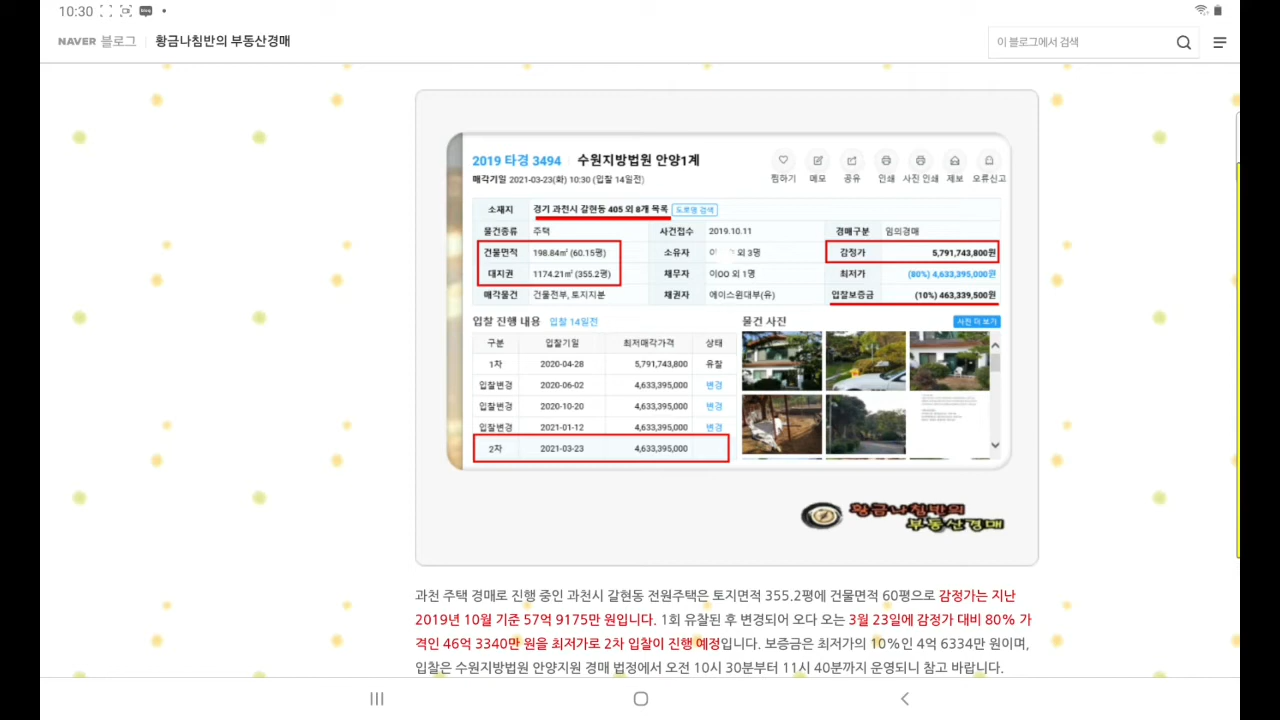 10:30
NAVER 블로그 황금나침반의 부동산경매
이 블로그에서 검색
2019 타경 3494 수원지방법원 안양1계
매각기일 2021-03-23(화) 10:30 (입찰 14일전)
찜하기 메모 공유 인쇄 사진 인쇄 제보 오류신고
소재지 경기 과천시 갈현동 405 외 8개 목록 도로명 검색
물건종류 주택 사건접수 2019.10.11 경매구분 임의경매
건물면적 198.84㎡ (60.15평) 소유자 이 외 3명 감정가 5,791,743,800원
대지권 1174.21㎡ (355.2평) 채무자 이OO 외 1명 최저가 (80%) 4,633,395,000원
매각물건 건물전부, 토지지분 채권자 에이스원대부(유) 입찰보증금 (10%) 463,339,500원
입찰 진행 내용 입찰 14일전 물건 사진 사진 더 보기
구분 입찰기일 최저매각가격 상태
1차 2020-04-28 5,791,743,800 유찰
입찰변경 2020-06-02 4,633,395,000 변경
입찰변경 2020-10-20 4,633,395,000 변경
입찰변경 2021-01-12 4,633,395,000 변경
2차 2021-03-23 4,633,395,000
황금나침반의
부동산경매
과천 주택 경매로 진행 중인 과천시 갈현동 전원주택은 토지면적 355.2평에 건물면적 60평으로 감정가는 지난
2019년 10월 기준 57억 9175만 원입니다. 1회 유찰된 후 변경되어 오다 오는 3월 23일에 감정가 대비 80% 가
격인 46억 3340만 원을 최저가로 2차 입찰이 진행 예정입니다. 보증금은 최저가의 10%인 4억 6334만 원이며,
입찰은 수원지방법원 안양지원 경매 법정에서 오전 10시 30분부터 11시 40분까지 운영되니 참고 바랍니다.